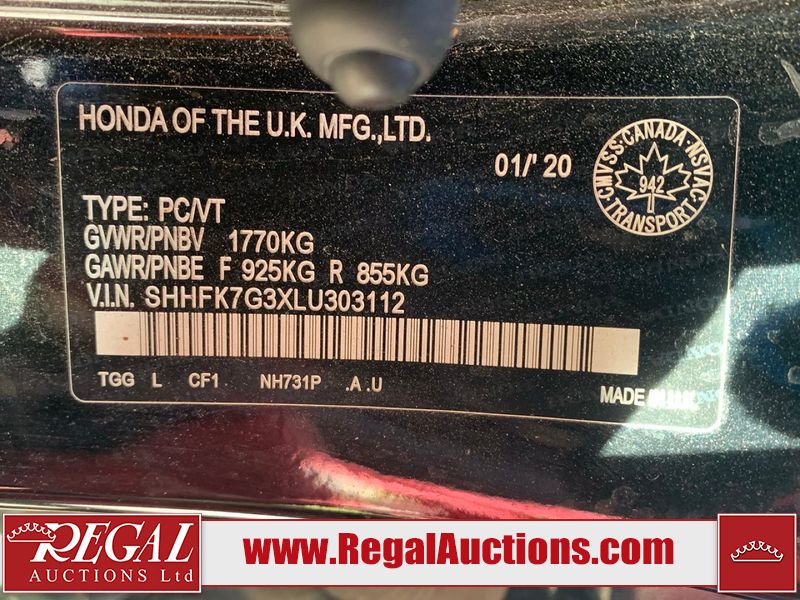 HONDA OF THE U.K. MFG.,LTD.
01/' 20
CMVSS·CANADA·NSVAC·TRANSPORT
942
TYPE: PC/VT
GVWR/PNBV 1770KG
GAWR/PNBE F 925KG R 855KG
V.I.N. SHHFK7G3XLU303112
TGG L CF1 NH731P .A .U
MADE IN U.K.
REGAL
AUCTIONS Ltd
www.RegalAuctions.com